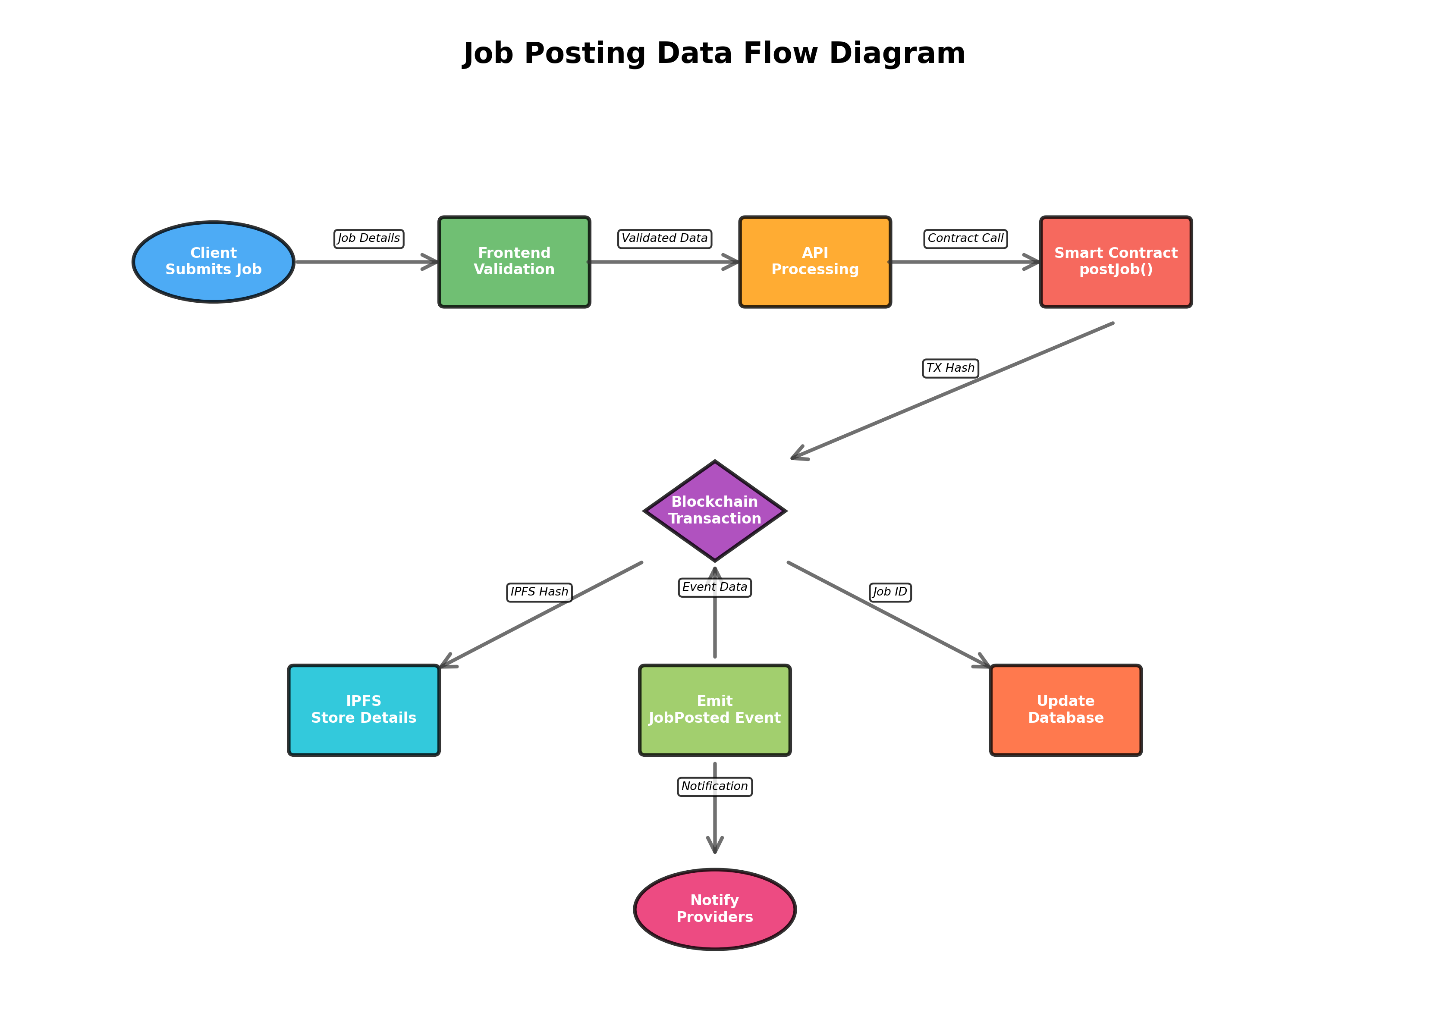 Job Posting Data Flow Diagram
Client
Submits Job
Job Details
Frontend
Validation
Validated Data
API
Processing
Contract Call
Smart Contract
postJob()
TX Hash
Blockchain
Transaction
IPFS Hash
Event Data
Job ID
IPFS
Store Details
Emit
JobPosted Event
Update
Database
Notification
Notify
Providers